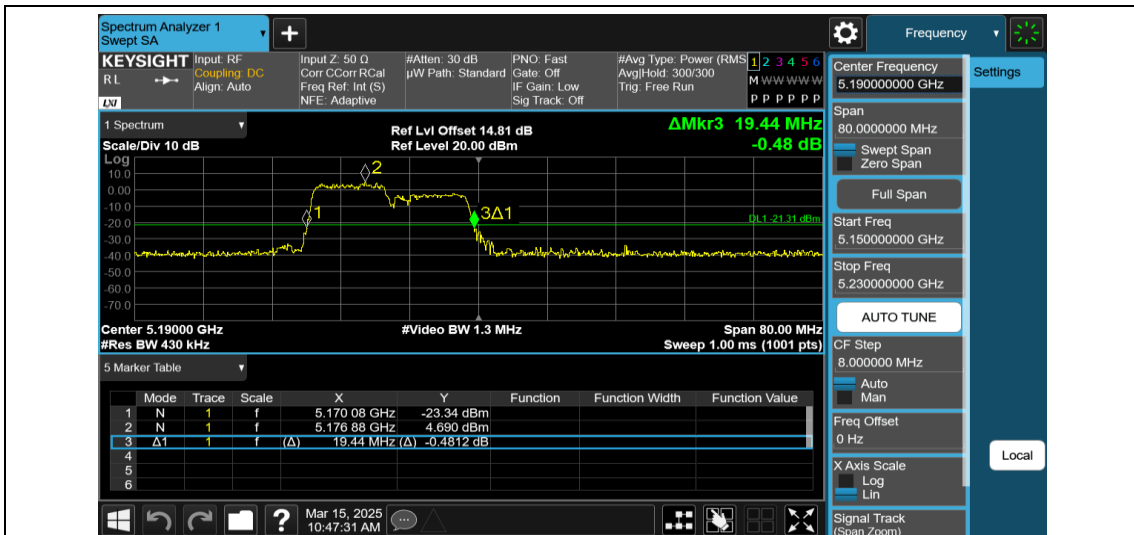 Spectrum Analyzer 1
Swept SA
Frequency
KEYSIGHT
Input: RF
Coupling: DC
Align: Auto
R L
LXI
Input Z: 50 Ω
Corr CCorr RCal
Freq Ref: Int (S)
NFE: Adaptive
#Atten: 30 dB
µW Path: Standard
PNO: Fast
Gate: Off
IF Gain: Low
Sig Track: Off
#Avg Type: Power (RMS
Avg|Hold: 300/300
Trig: Free Run
1 2 3 4 5 6
M W W W W W
P P P P P P
1 Spectrum
Scale/Div 10 dB
Ref Lvl Offset 14.81 dB
Ref Level 20.00 dBm
ΔMkr3 19.44 MHz
-0.48 dB
Log
10.0
0.00
-10.0
-20.0
-30.0
-40.0
-50.0
-60.0
-70.0
2
1
3Δ1
DL1 -21.31 dBm
Center 5.19000 GHz
#Video BW 1.3 MHz
Span 80.00 MHz
#Res BW 430 kHz
Sweep 1.00 ms (1001 pts)
5 Marker Table
Mode Trace Scale X Y Function Function Width Function Value
1 N 1 f 5.170 08 GHz -23.34 dBm
2 N 1 f 5.176 88 GHz 4.690 dBm
3 Δ1 1 f (Δ) 19.44 MHz (Δ) -0.4812 dB
4
5
6
?
Mar 15, 2025
10:47:31 AM
Center Frequency
5.190000000 GHz
Span
80.0000000 MHz
Swept Span
Zero Span
Full Span
Start Freq
5.150000000 GHz
Stop Freq
5.230000000 GHz
AUTO TUNE
CF Step
8.000000 MHz
Auto
Man
Freq Offset
0 Hz
X Axis Scale
Log
Lin
Signal Track
(Span Zoom)
Settings
Local